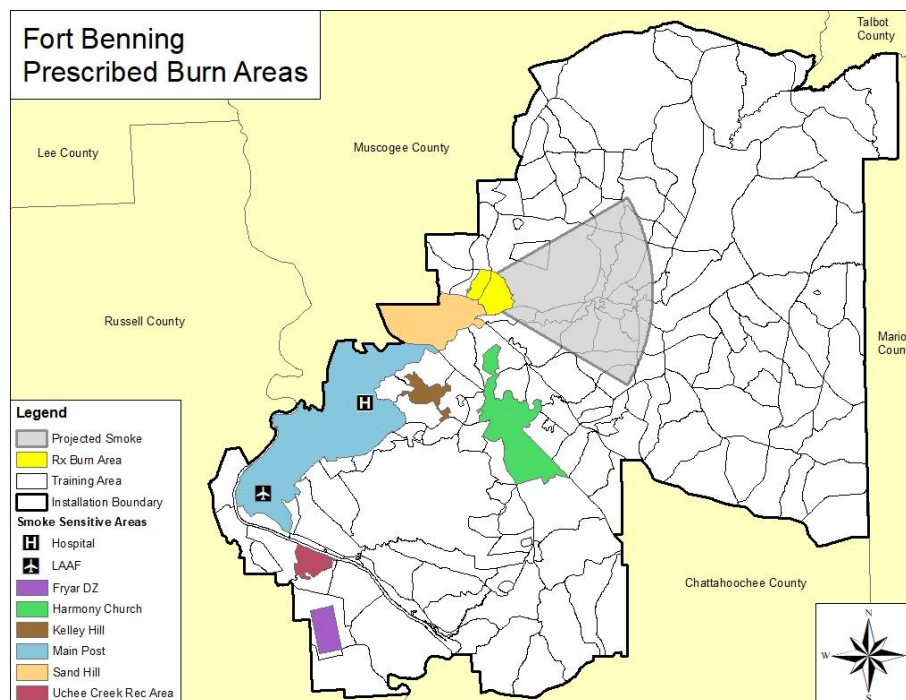 Fort Benning
Prescribed Burn Areas
Talbot
County
Lee County
Muscogee County
Russell County
Mario
Count
Chattahoochee County
Legend
Projected Smoke
Rx Burn Area
Training Area
Installation Boundary
Smoke Sensitive Areas
H
Hospital
LAAF
Fryar DZ
Harmony Church
Kelley Hill
Main Post
Sand Hill
Uchee Creek Rec Area
H
N
W
E
S